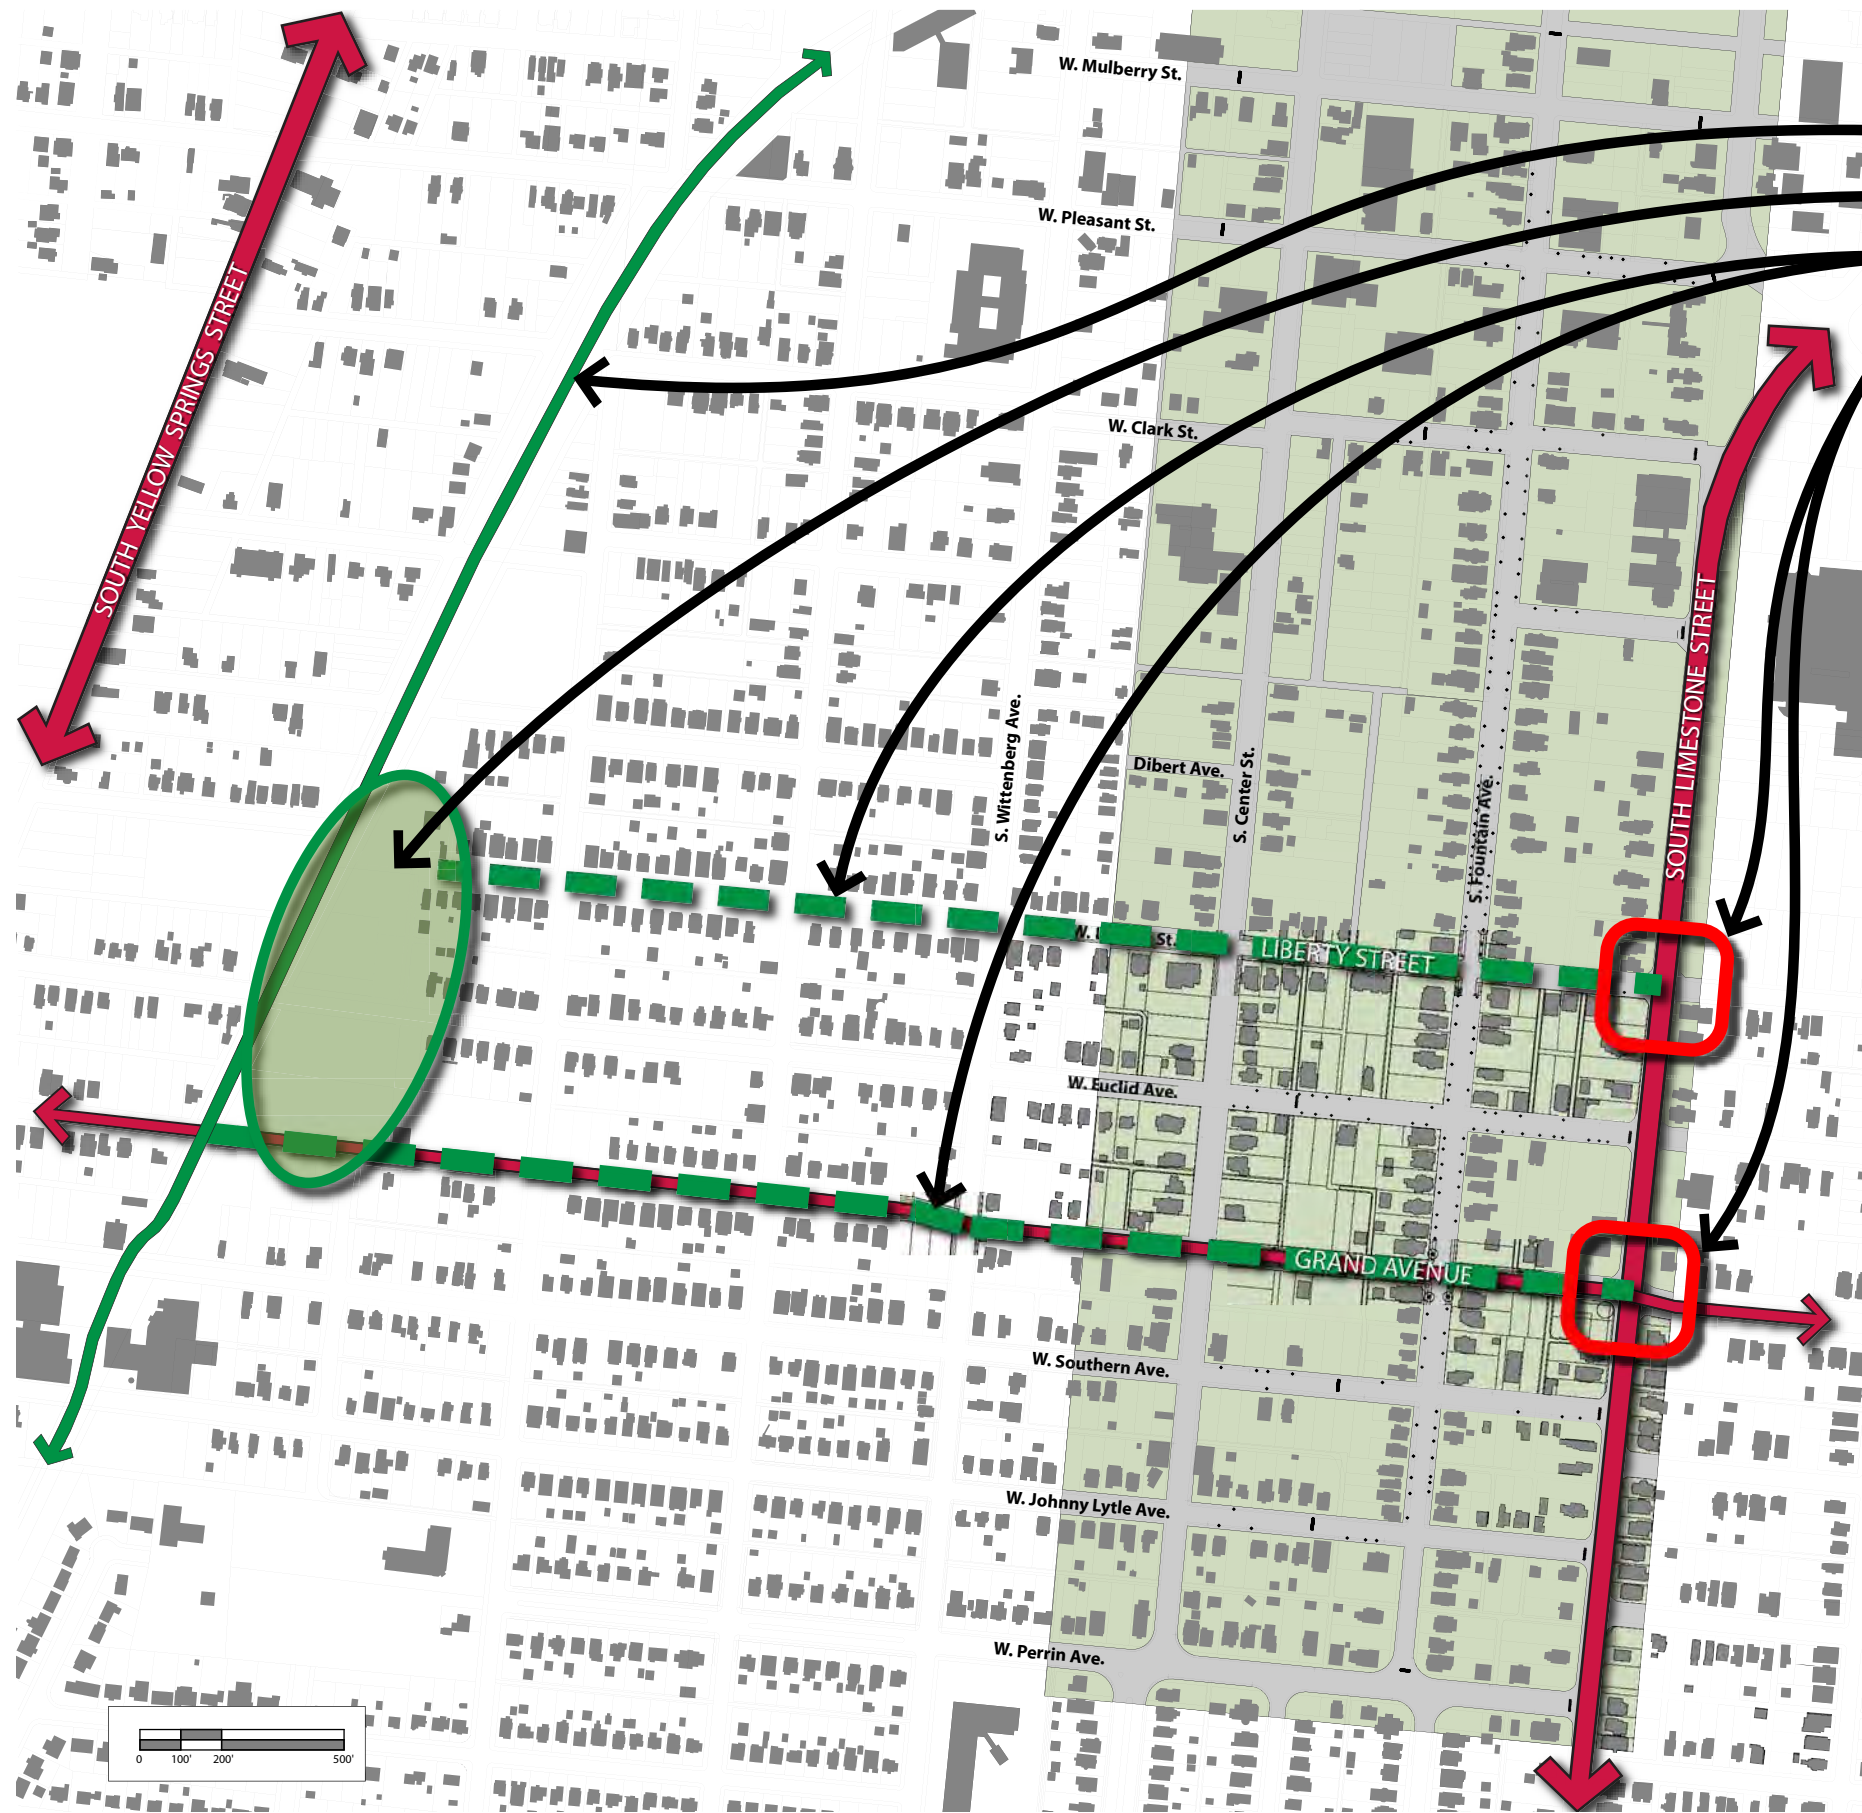 W. Mulberry St.
W. Pleasant St.
SOUTH YELLOW SPRINGS STREET
W. Clark St.
SOUTH LIMESTONE STREET
S. Wittenberg Ave.
Dibert Ave.
S. Center St.
S. Fountain Ave.
W.
St.
LIBERTY STREET
W. Euclid Ave.
GRAND AVENUE
W. Southern Ave.
W. Johnny Lytle Ave.
W. Perrin Ave.
0 100' 200' 500'